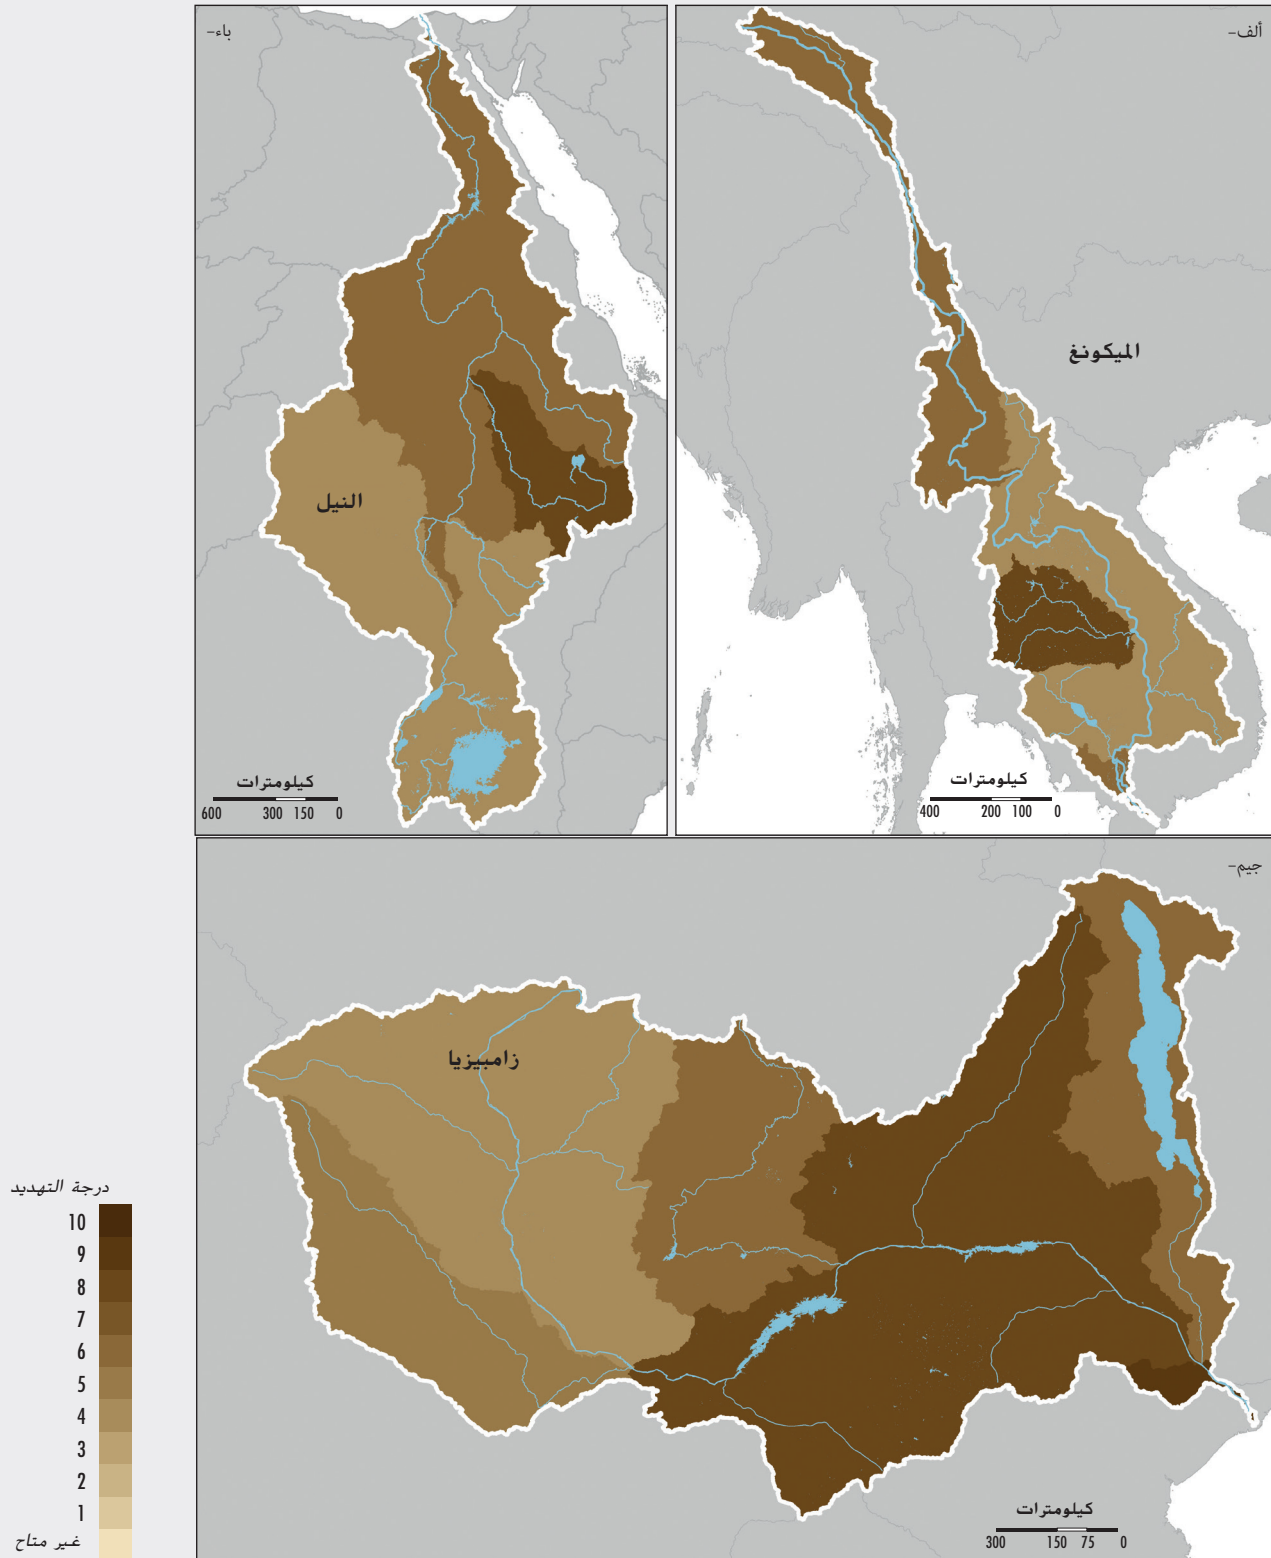 ألف-
الميكونغ
كيلومترات
400 200 100 0
باء-
النيل
كيلومترات
600 300 150 0
جيم-
زامبيزيا
كيلومترات
300 150 75 0
درجة التهديد
10
9
8
7
6
5
4
3
2
1
غير متاح